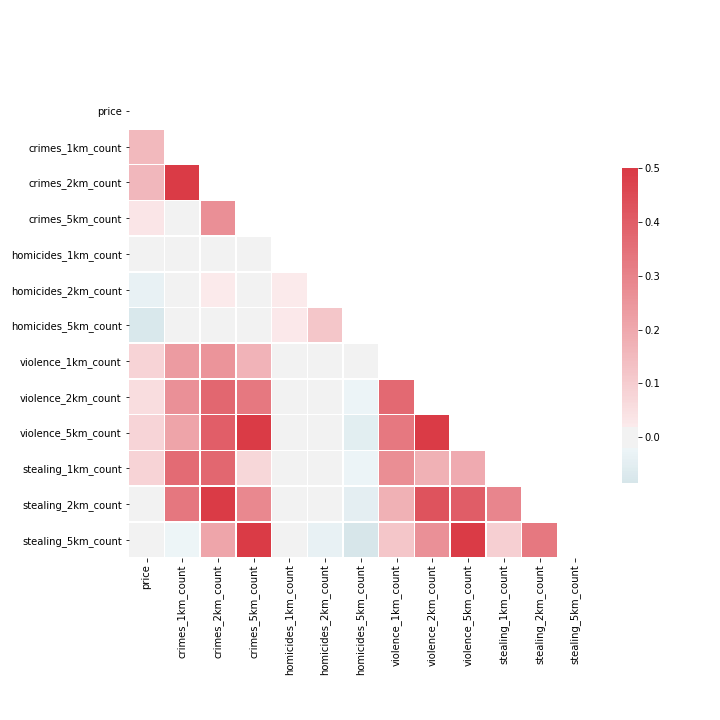 price
crimes_1km_count
crimes_2km_count
crimes_5km_count
homicides_1km_count
homicides_2km_count
homicides_5km_count
violence_1km_count
violence_2km_count
violence_5km_count
stealing_1km_count
stealing_2km_count
stealing_5km_count
price
crimes_1km_count
crimes_2km_count
crimes_5km_count
homicides_1km_count
homicides_2km_count
homicides_5km_count
violence_1km_count
violence_2km_count
violence_5km_count
stealing_1km_count
stealing_2km_count
stealing_5km_count
0.5
0.4
0.3
0.2
0.1
0.0